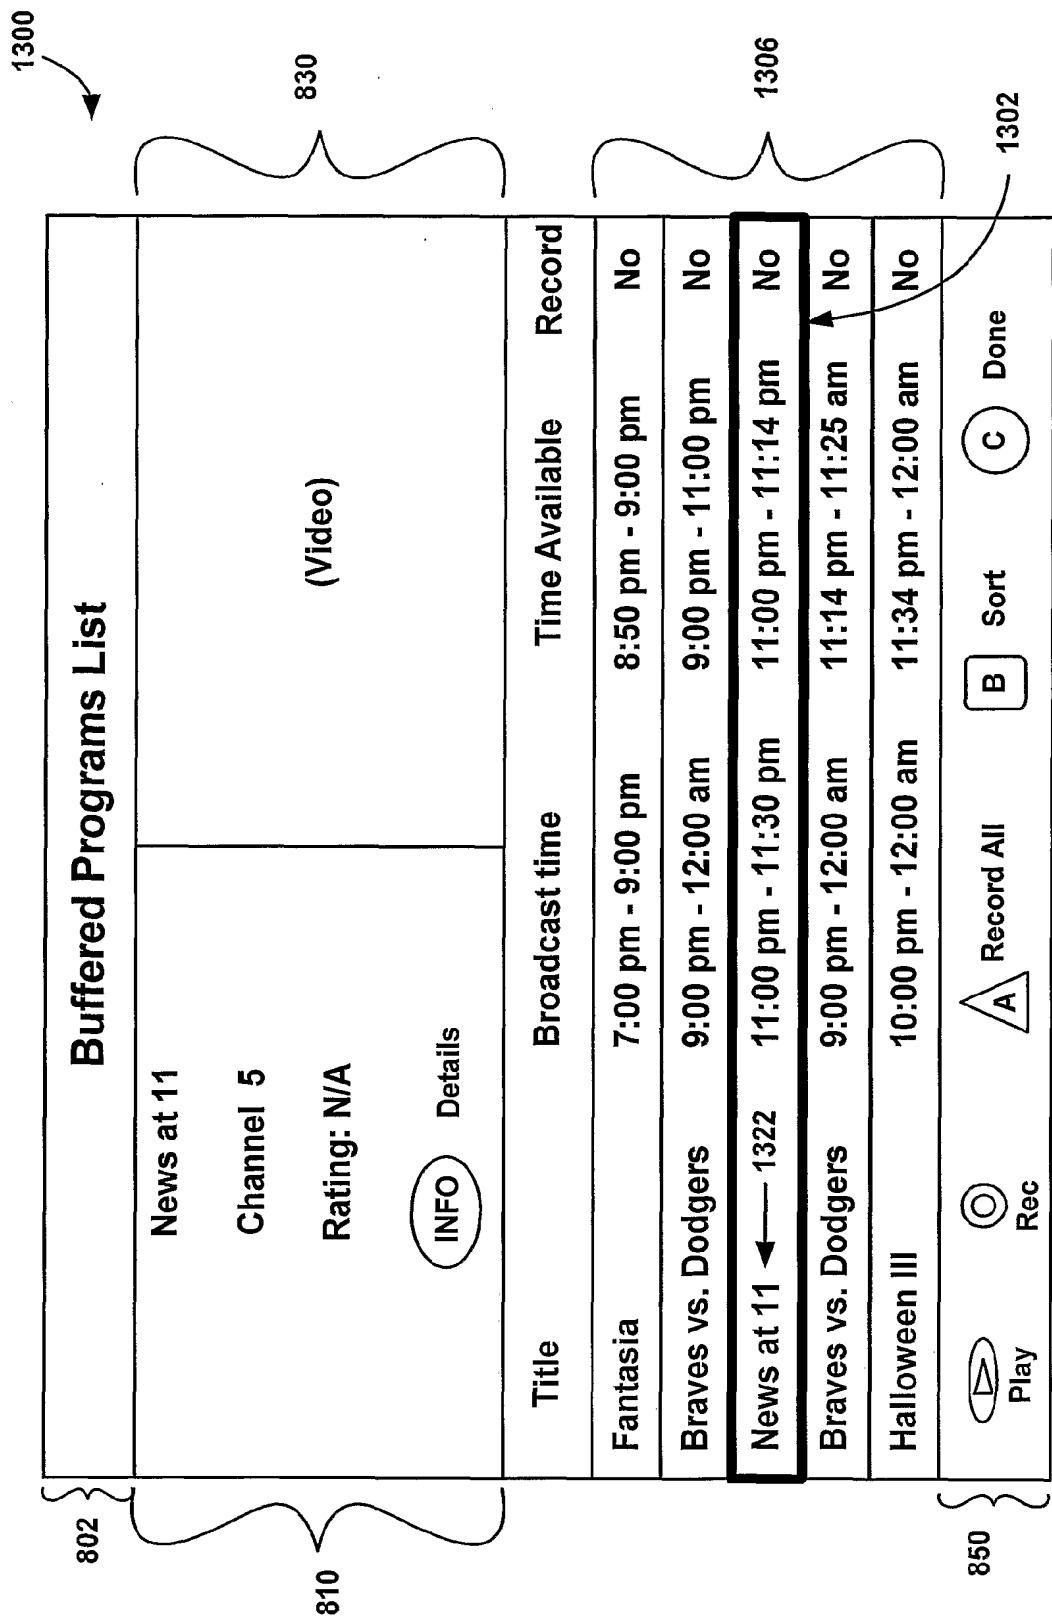 1300
Buffered Programs List
802
News at 11
Channel 5
Rating: N/A
INFO Details
(Video)
810
830
Title Broadcast time Time Available Record
Fantasia 7:00 pm - 9:00 pm 8:50 pm - 9:00 pm No
Braves vs. Dodgers 9:00 pm - 12:00 am 9:00 pm - 11:00 pm No
News at 11 1322 11:00 pm - 11:30 pm 11:00 pm - 11:14 pm No
Braves vs. Dodgers 9:00 pm - 12:00 am 11:14 pm - 11:25 am No
Halloween III 10:00 pm - 12:00 am 11:34 pm - 12:00 am No
1306
1302
Play Rec A Record All B Sort C Done
850